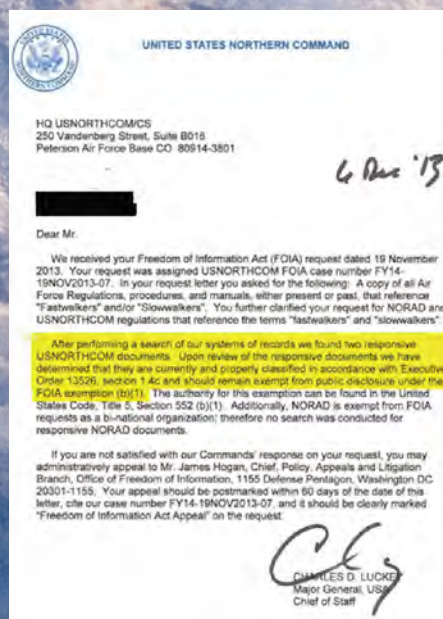 UNITED STATES NORTHERN COMMAND
HQ USNORTHCOM/CS
250 Vandenberg Street, Suite B016
Peterson Air Force Base CO 80914-3801
Dear Mr.
We received your Freedom of Information Act (FOIA) request dated 19 November
2013. Your request was assigned USNORTHCOM FOIA case number FY14-
19NOV2013-07. In your request letter you asked for the following: A copy of all Air
Force Regulations, procedures, and manuals, either present or past, that reference
"Fastwalkers" and/or "Slowwalkers". You further clarified your request for NORAD and
USNORTHCOM regulations that reference the terms "fastwalkers" and "slowwalkers".
After performing a search of our systems of records we found two responsive
USNORTHCOM documents. Upon review of the responsive documents we have
determined that they are currently and properly classified in accordance with Executive
Order 13526, section 1.4c and should remain exempt from public disclosure under the
FOIA exemption (b)(1). The authority for this exemption can be found in the United
States Code, Title 5, Section 552 (b)(1). Additionally, NORAD is exempt from FOIA
requests as a bi-national organization; therefore no search was conducted for
responsive NORAD documents.
If you are not satisfied with our Commands' response on your request, you may
administratively appeal to Mr. James Hogan, Chief, Policy, Appeals and Litigation
Branch, Office of Freedom of Information, 1155 Defense Pentagon, Washington DC
20301-1155. Your appeal should be postmarked within 60 days of the date of this
letter, cite our case number FY14-19NOV2013-07, and it should be clearly marked
"Freedom of Information Act Appeal" on the request.
CHARLES D.
Major General,
Chief of Staff